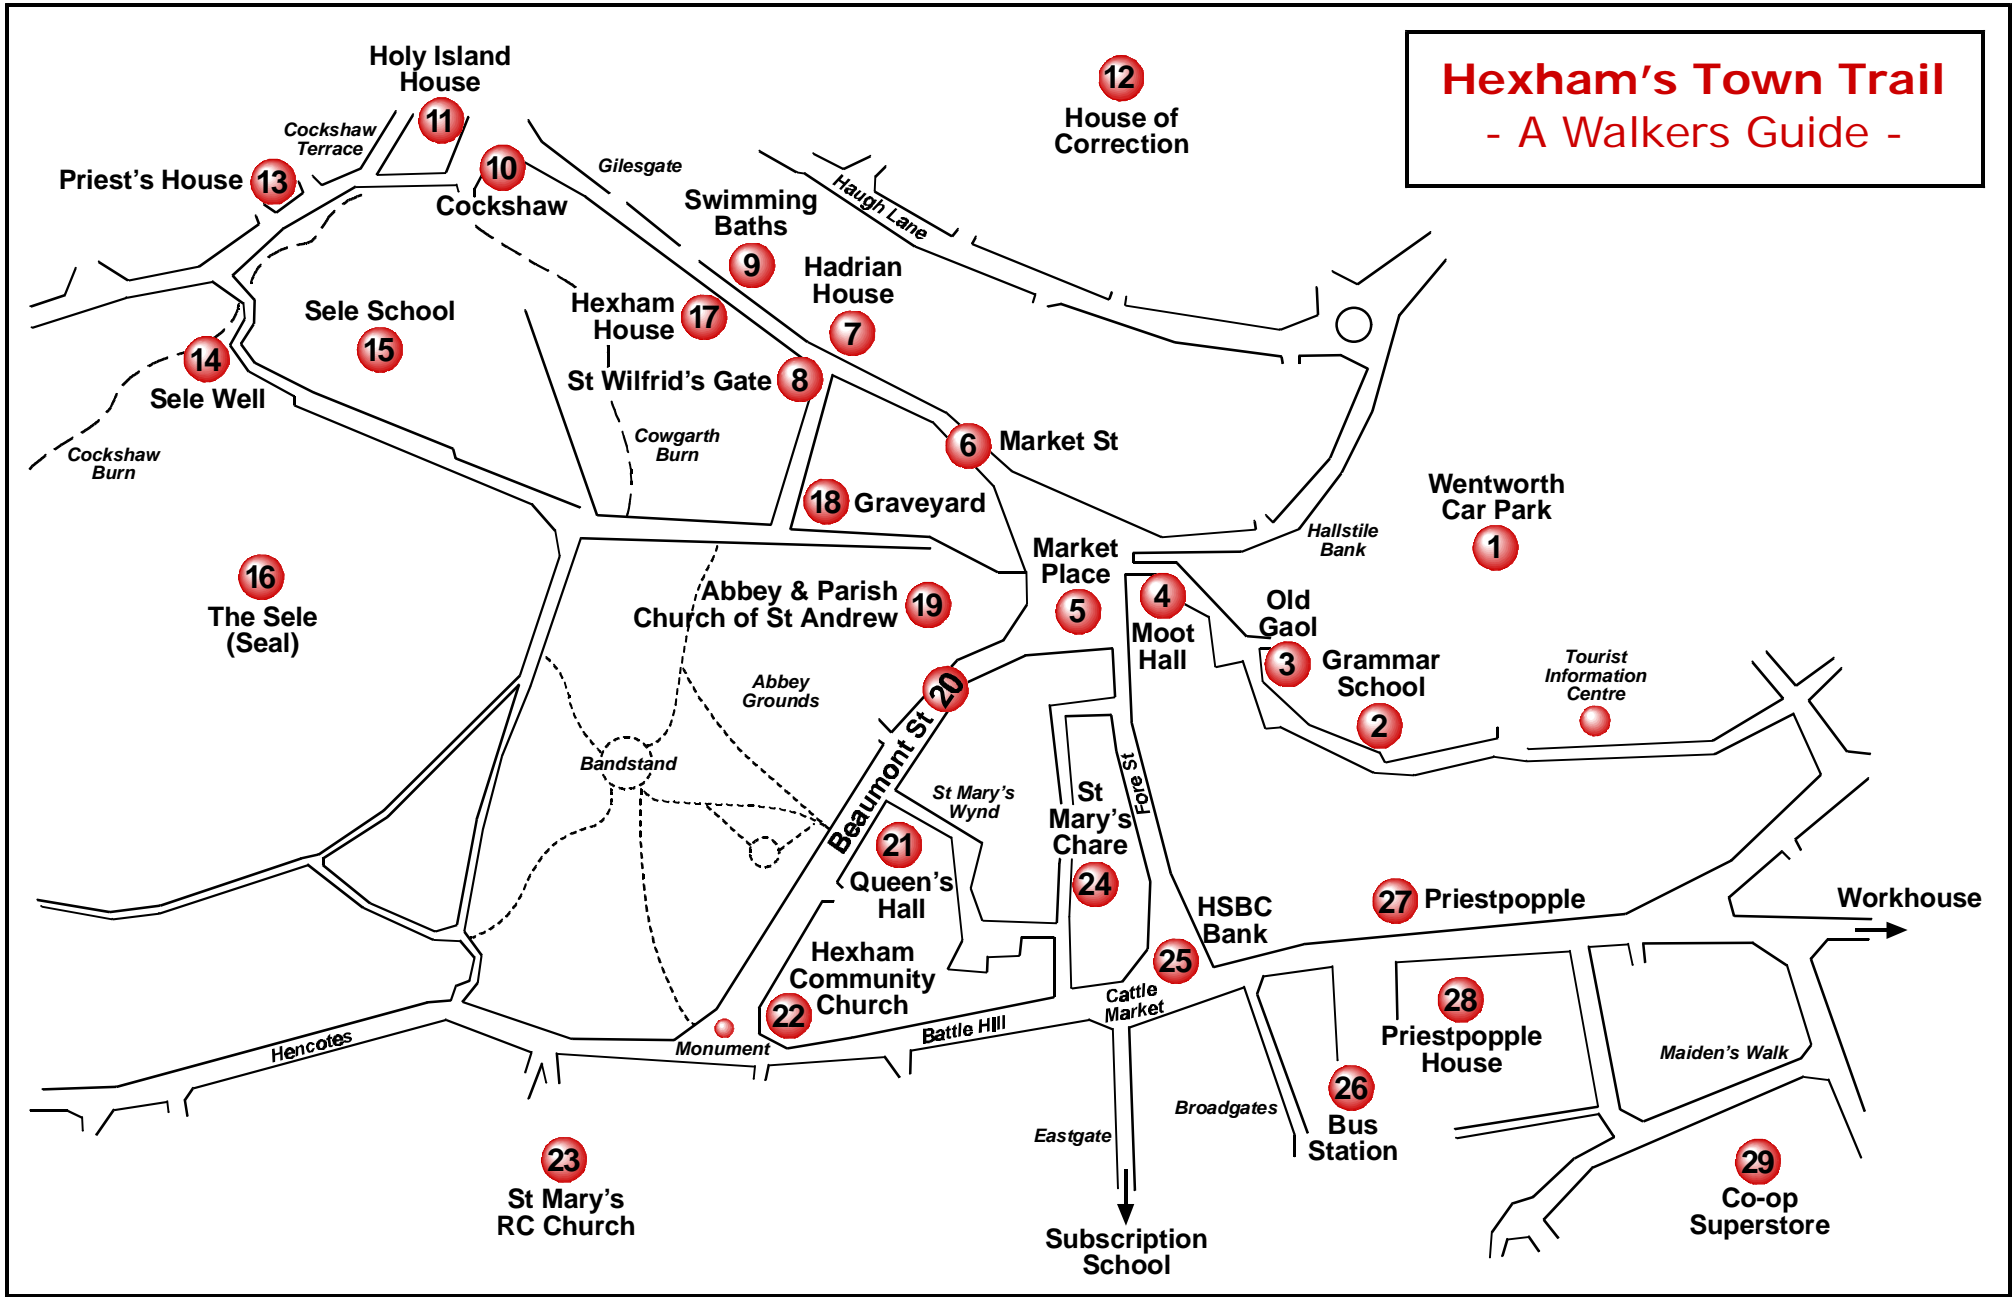 Hexham's Town Trail
- A Walkers Guide -
Holy Island
House
11
12
House of
Correction
Cockshaw
Terrace
10
Cockshaw
Gilesgate
Priest's House 13
Swimming
Baths
9
Haugh Lane
Hadrian
House
7
Hexham
House 17
Sele School
15
14
Sele Well
St Wilfrid's Gate 8
Cowgarth
Burn
6 Market St
Cockshaw
Burn
18 Graveyard
Wentworth
Car Park
1
Hallstile
Bank
Market
Place
5
16
The Sele
(Seal)
Abbey & Parish
Church of St Andrew 19
4
Moot
Hall
Old
Gaol
3
Grammar
School
2
Tourist
Information
Centre
Abbey
Grounds
20
Beaumont St
Bandstand
St Mary's
Wynd
Fore St
St
Mary's
Chare
24
21
Queen's
Hall
HSBC
Bank
25
27 Priestpopple
Workhouse
Hexham
Community
Church
22
Cattle
Market
28
Priestpopple
House
Hencotes
Monument
Battle Hill
Maiden's Walk
26
Bus
Station
Broadgates
Eastgate
23
St Mary's
RC Church
29
Co-op
Superstore
Subscription
School